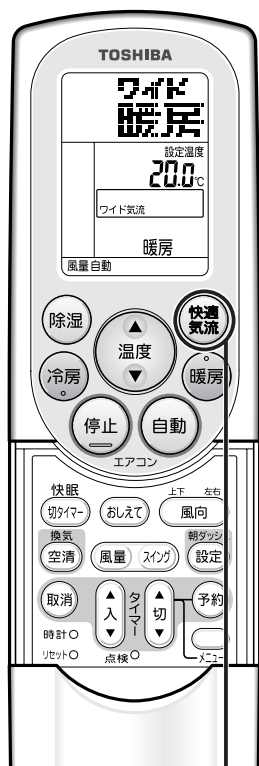 TOSHIBA
ワイド
暖房
設定温度
20.0℃
ワイド気流
暖房
風量自動
除湿
快適
気流
温度
冷房
暖房
停止
自動
エアコン
快眠
上下 左右
切タイマー
おしえて
風向
換気
朝ダッシュ
空清
風量
スイング
設定
取消
入
タイマー
切
予約
時計
リセット
点検
メニュー